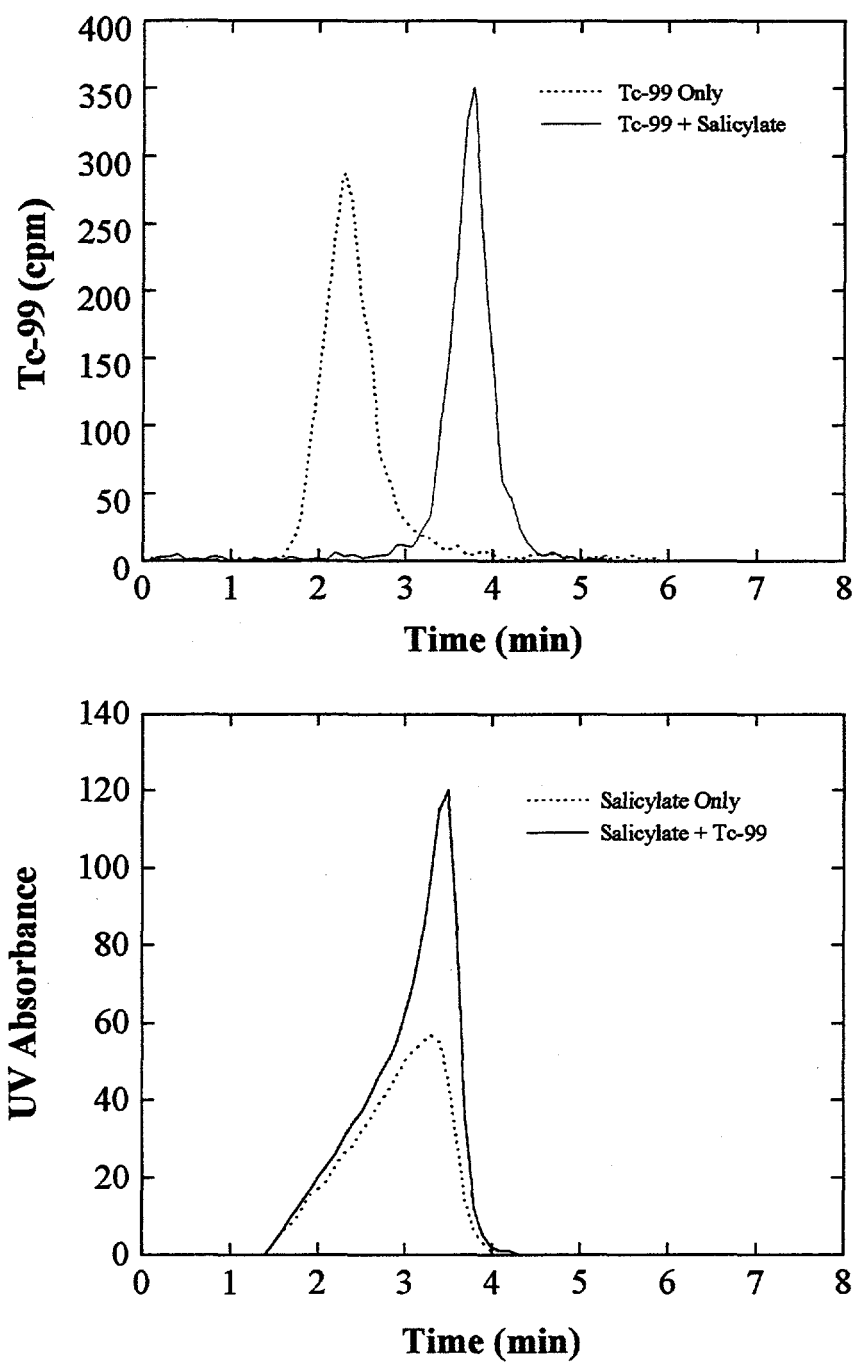 400
350
300
250
200
150
100
50
0
Tc-99 (cpm)
Tc-99 Only
Tc-99 + Salicylate
0 1 2 3 4 5 6 7 8
Time (min)
140
120
100
80
60
40
20
0
UV Absorbance
Salicylate Only
Salicylate + Tc-99
0 1 2 3 4 5 6 7 8
Time (min)